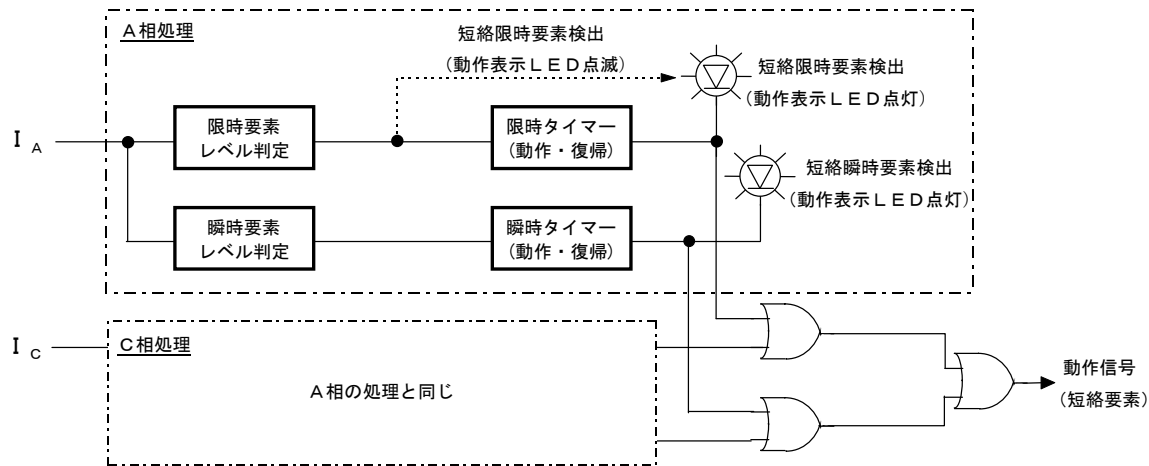 A相処理
短絡限時要素検出
(動作表示LED点滅)
短絡限時要素検出
(動作表示LED点灯)
I A
限時要素
レベル判定
限時タイマー
(動作・復帰)
短絡瞬時要素検出
(動作表示LED点灯)
瞬時要素
レベル判定
瞬時タイマー
(動作・復帰)
I C
C相処理
A相の処理と同じ
動作信号
(短絡要素)